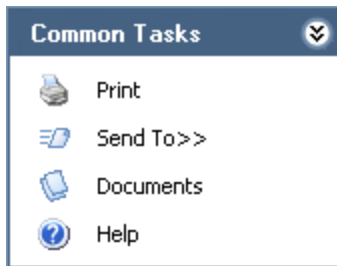 Common Tasks
Print
Send To>>
Documents
Help